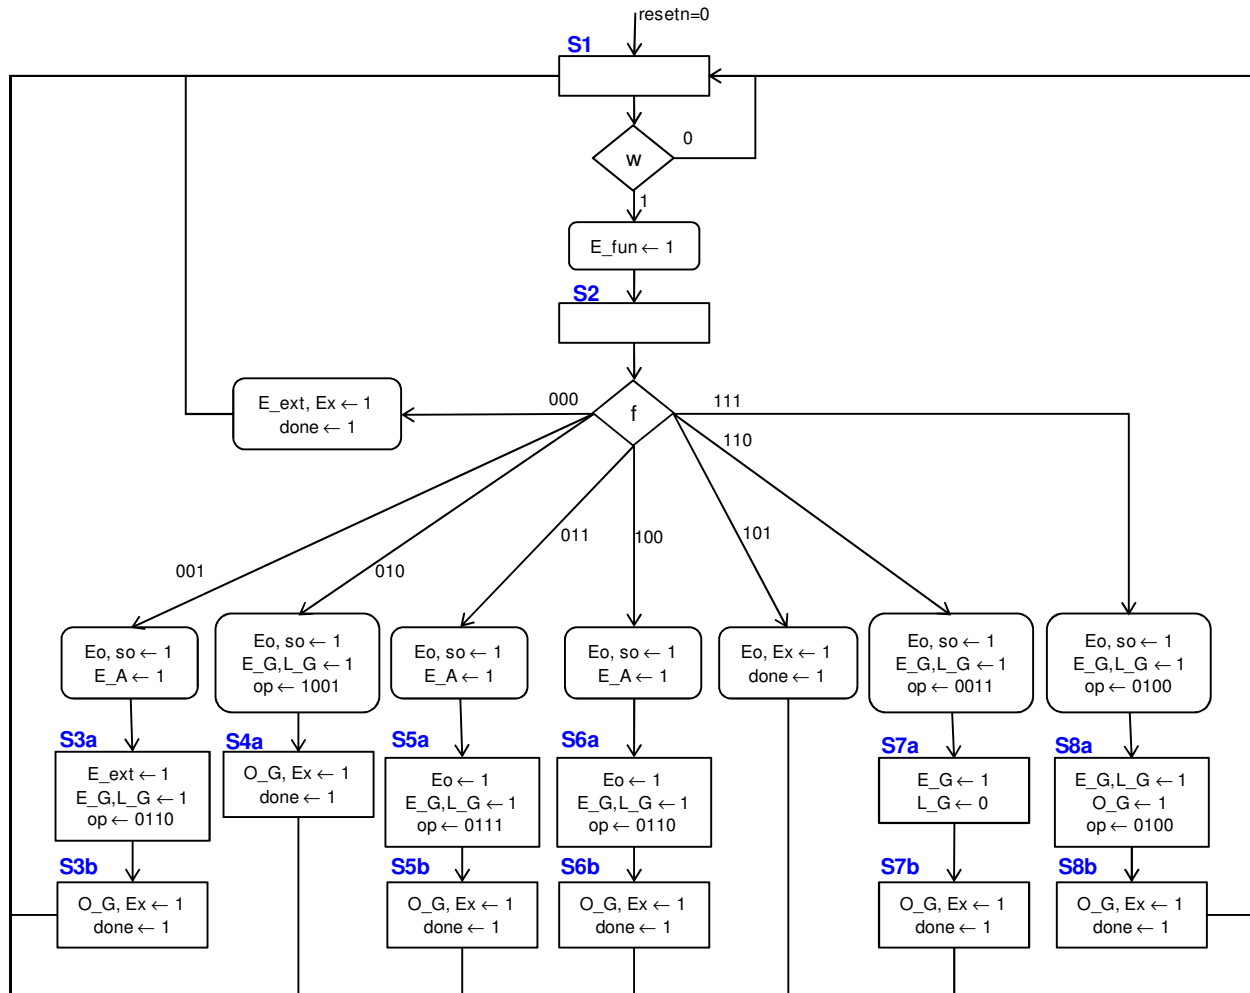 resetn=0
S1
w
0
1
E_fun ← 1
S2
f
000
111
110
E_ext, Ex ← 1
done ← 1
001
010
011
100
101
Eo, so ← 1
E_A ← 1
Eo, so ← 1
E_G,L_G ← 1
op ← 1001
Eo, so ← 1
E_A ← 1
Eo, so ← 1
E_A ← 1
Eo, Ex ← 1
done ← 1
Eo, so ← 1
E_G,L_G ← 1
op ← 0011
Eo, so ← 1
E_G,L_G ← 1
op ← 0100
S3a
E_ext ← 1
E_G,L_G ← 1
op ← 0110
S4a
O_G, Ex ← 1
done ← 1
S5a
Eo ← 1
E_G,L_G ← 1
op ← 0111
S6a
Eo ← 1
E_G,L_G ← 1
op ← 0110
S7a
E_G ← 1
L_G ← 0
S8a
E_G,L_G ← 1
O_G ← 1
op ← 0100
S3b
O_G, Ex ← 1
done ← 1
S5b
O_G, Ex ← 1
done ← 1
S6b
O_G, Ex ← 1
done ← 1
S7b
O_G, Ex ← 1
done ← 1
S8b
O_G, Ex ← 1
done ← 1